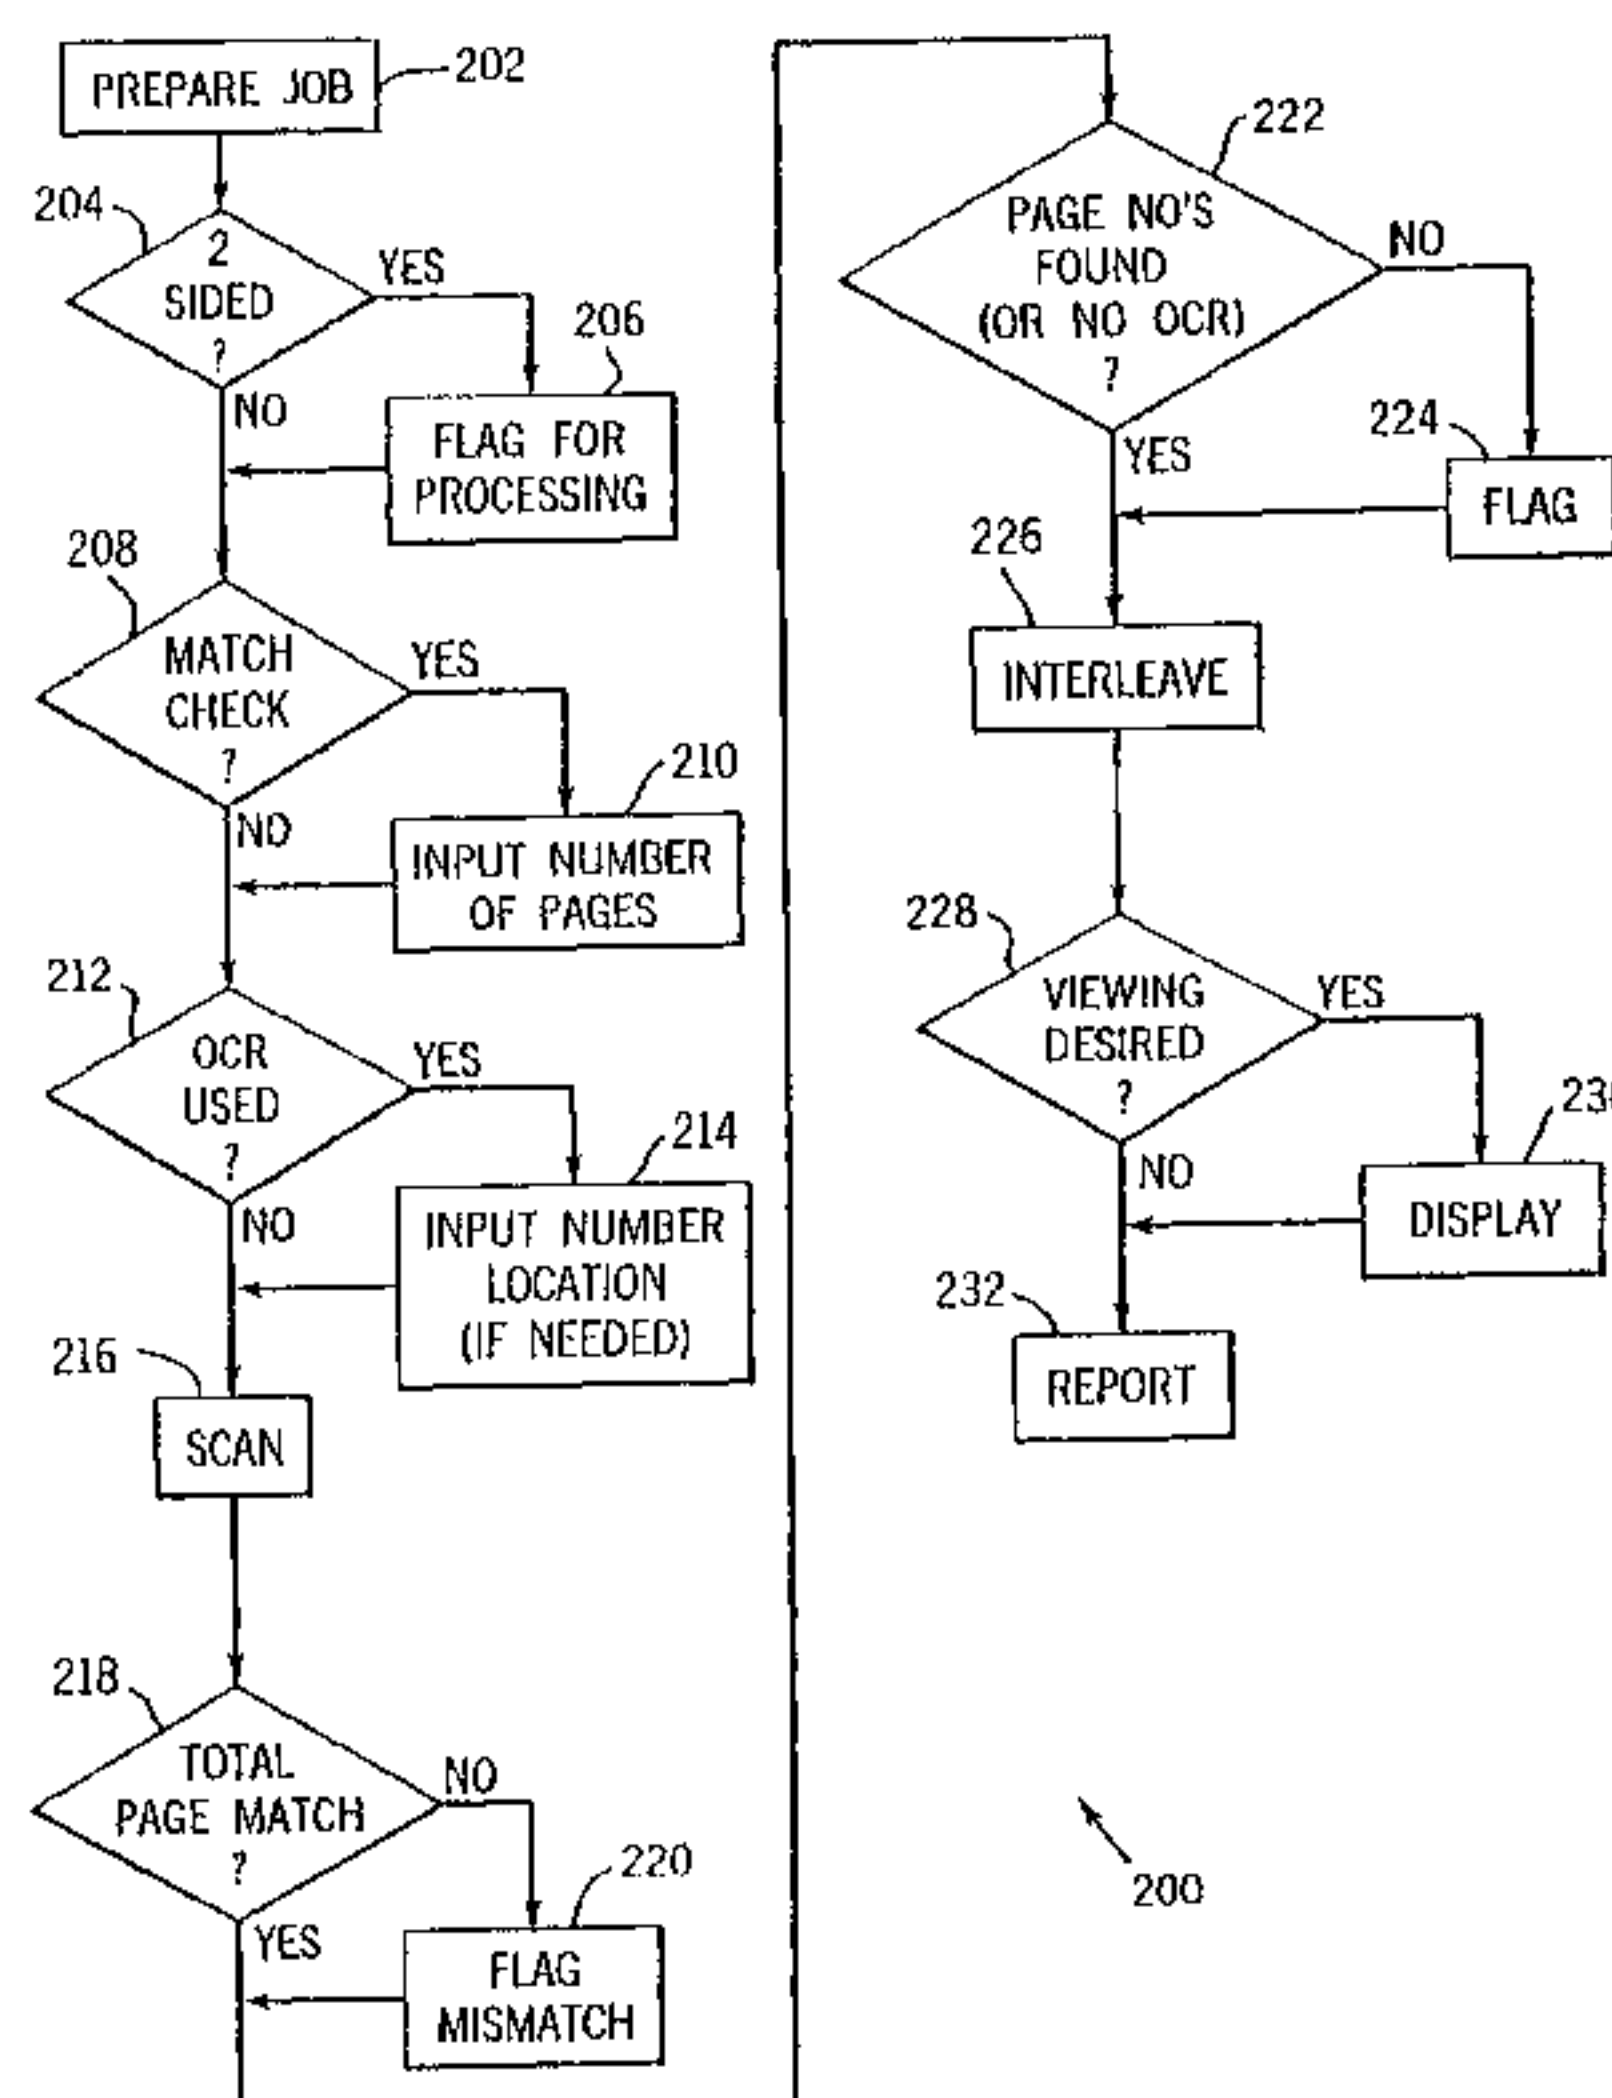 PREPARE JOB
202
204
2
SIDED
?
YES
NO
206
FLAG FOR
PROCESSING
208
MATCH
CHECK
?
YES
NO
210
INPUT NUMBER
OF PAGES
212
OCR
USED
?
YES
NO
214
INPUT NUMBER
LOCATION
(IF NEEDED)
216
SCAN
218
TOTAL
PAGE MATCH
?
NO
YES
220
FLAG
MISMATCH
222
PAGE NO'S
FOUND
(OR NO OCR)
?
NO
YES
224
FLAG
226
INTERLEAVE
228
VIEWING
DESIRED
?
YES
NO
DISPLAY
232
REPORT
200